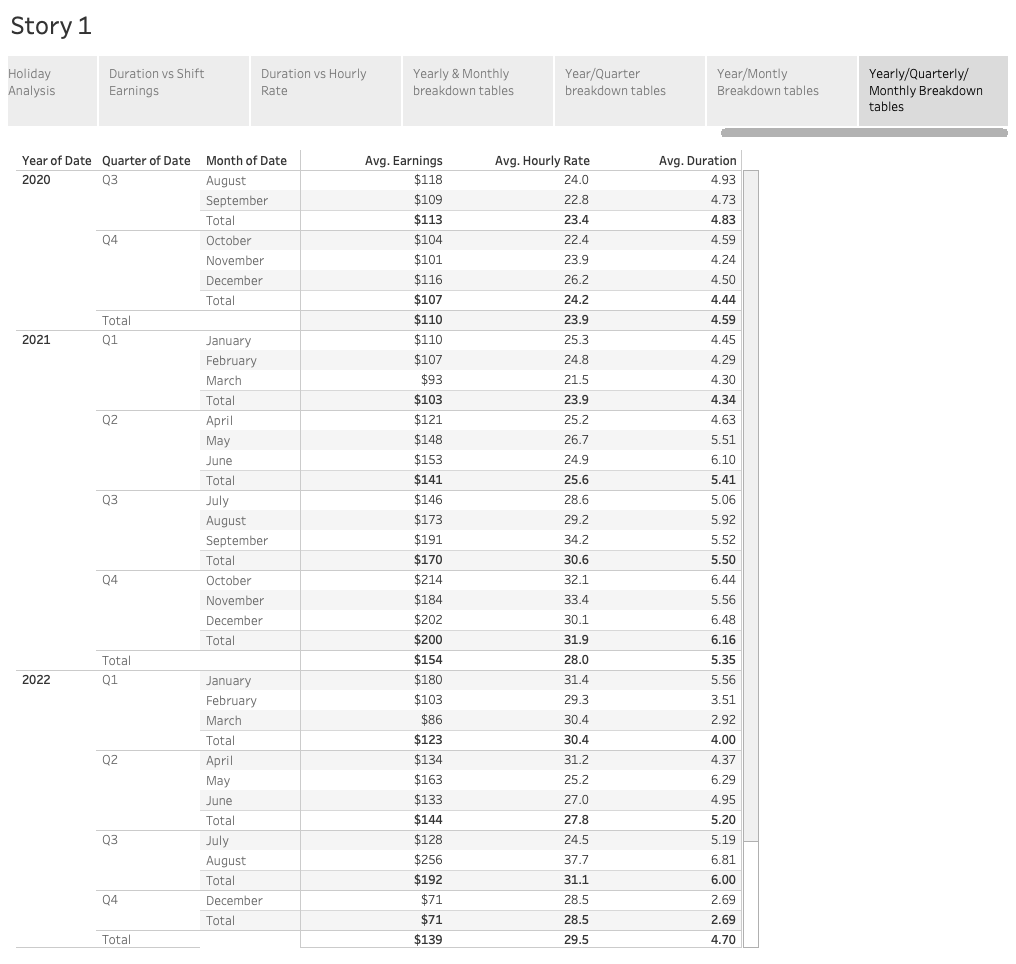 Story 1
Holiday Analysis
Duration vs Shift Earnings
Duration vs Hourly Rate
Yearly & Monthly breakdown tables
Year/Quarter breakdown tables
Year/Montly Breakdown tables
Yearly/Quarterly/ Monthly Breakdown tables
Year of Date Quarter of Date Month of Date Avg. Earnings Avg. Hourly Rate Avg. Duration
2020 Q3 August $118 24.0 4.93
September $109 22.8 4.73
Total $113 23.4 4.83
Q4 October $104 22.4 4.59
November $101 23.9 4.24
December $116 26.2 4.50
Total $107 24.2 4.44
Total $110 23.9 4.59
2021 Q1 January $110 25.3 4.45
February $107 24.8 4.29
March $93 21.5 4.30
Total $103 23.9 4.34
Q2 April $121 25.2 4.63
May $148 26.7 5.51
June $153 24.9 6.10
Total $141 25.6 5.41
Q3 July $146 28.6 5.06
August $173 29.2 5.92
September $191 34.2 5.52
Total $170 30.6 5.50
Q4 October $214 32.1 6.44
November $184 33.4 5.56
December $202 30.1 6.48
Total $200 31.9 6.16
Total $154 28.0 5.35
2022 Q1 January $180 31.4 5.56
February $103 29.3 3.51
March $86 30.4 2.92
Total $123 30.4 4.00
Q2 April $134 31.2 4.37
May $163 25.2 6.29
June $133 27.0 4.95
Total $144 27.8 5.20
Q3 July $128 24.5 5.19
August $256 37.7 6.81
Total $192 31.1 6.00
Q4 December $71 28.5 2.69
Total $71 28.5 2.69
Total $139 29.5 4.70